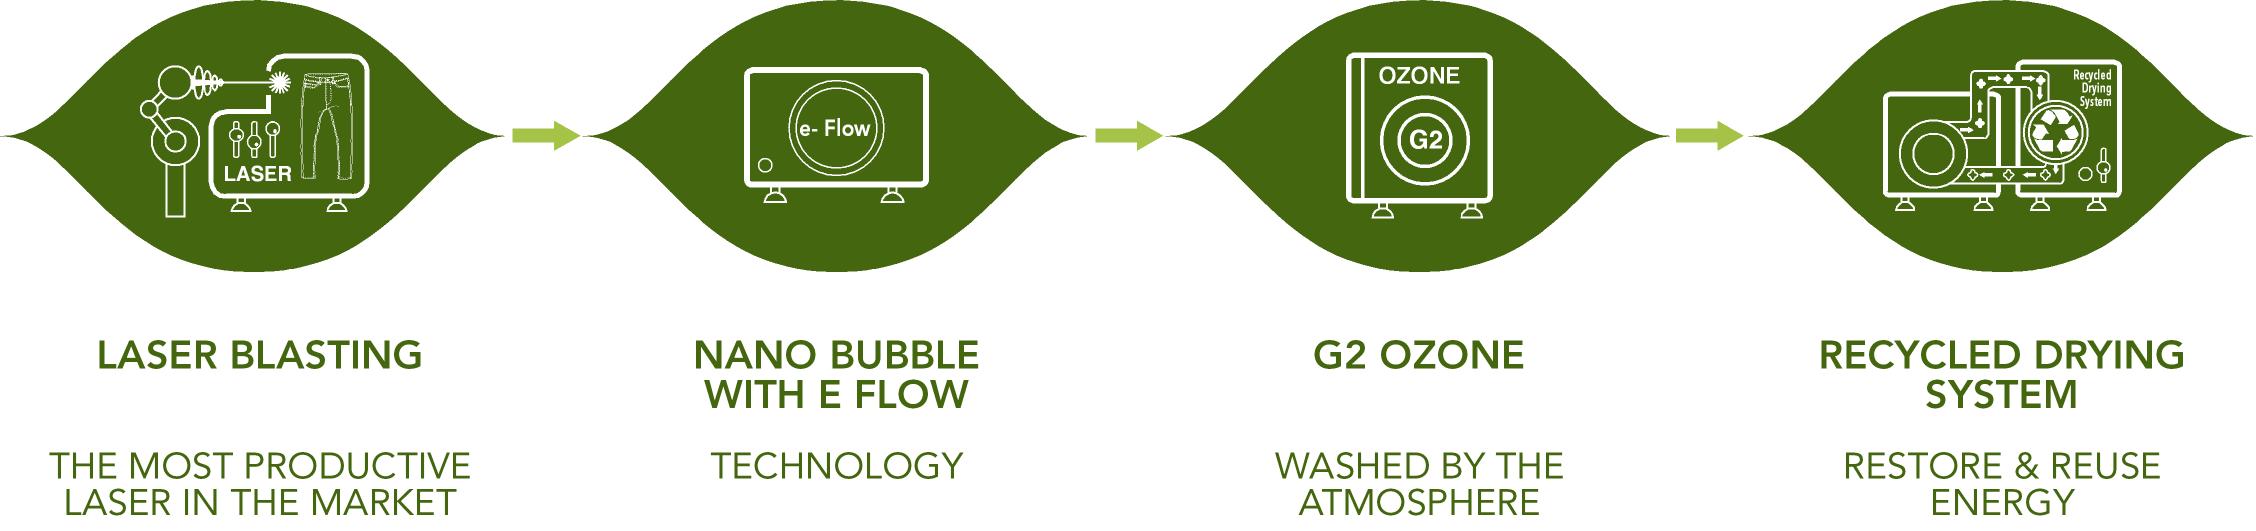 LASER
e- Flow
OZONE
G2
Recycled
Drying
System
LASER BLASTING
THE MOST PRODUCTIVE
LASER IN THE MARKET
NANO BUBBLE
WITH E FLOW
TECHNOLOGY
G2 OZONE
WASHED BY THE
ATMOSPHERE
RECYCLED DRYING
SYSTEM
RESTORE & REUSE
ENERGY